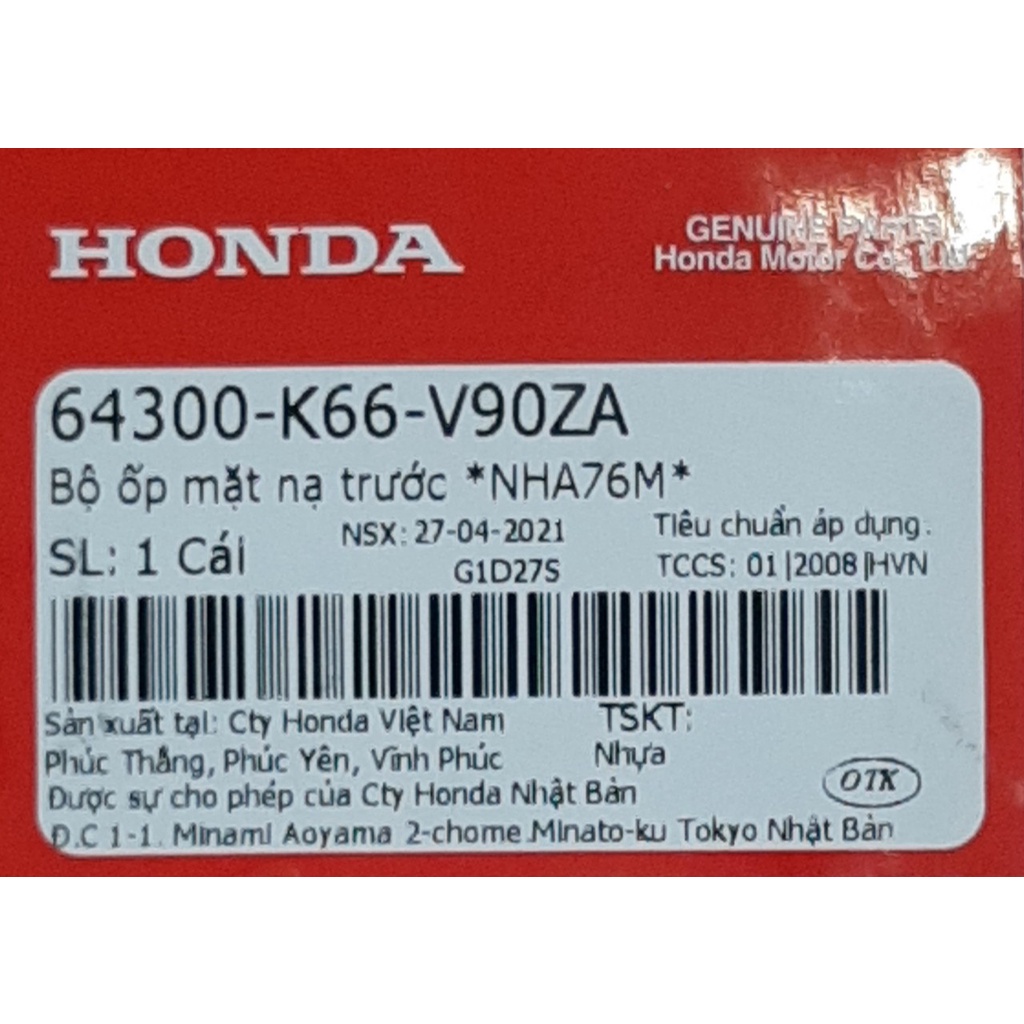 HONDA
GENUINE PARTS
Honda Motor Co., Ltd.
64300-K66-V90ZA
Bộ ốp mặt nạ trước *NHA76M*
NSX: 27-04-2021
Tiêu chuẩn áp dụng:
SL: 1 Cái
G1D27S
TCCS: 01|2008|HVN
Sản xuất tại: Cty Honda Việt Nam
TSKT:
Phúc Thắng, Phúc Yên, Vĩnh Phúc
Nhựa
Được sự cho phép của Cty Honda Nhật Bản
OTK
Đ.C 1-1. Minami Aoyama 2-chome.Minato-ku Tokyo Nhật Bản